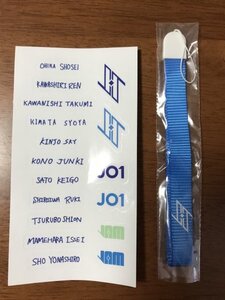 OHIRA SHOSEI
KAWASHIRI REN
KAWANISHI TAKUMI
KIMATA SYOYA
KINJO SKY
KONO JUNKI
SATO KEIGO
SHIROIWA RUKI
TSURUBO SHION
MAMEHARA ISSEI
SHO YONASHIRO
JO1
JO1
JAM
JAM